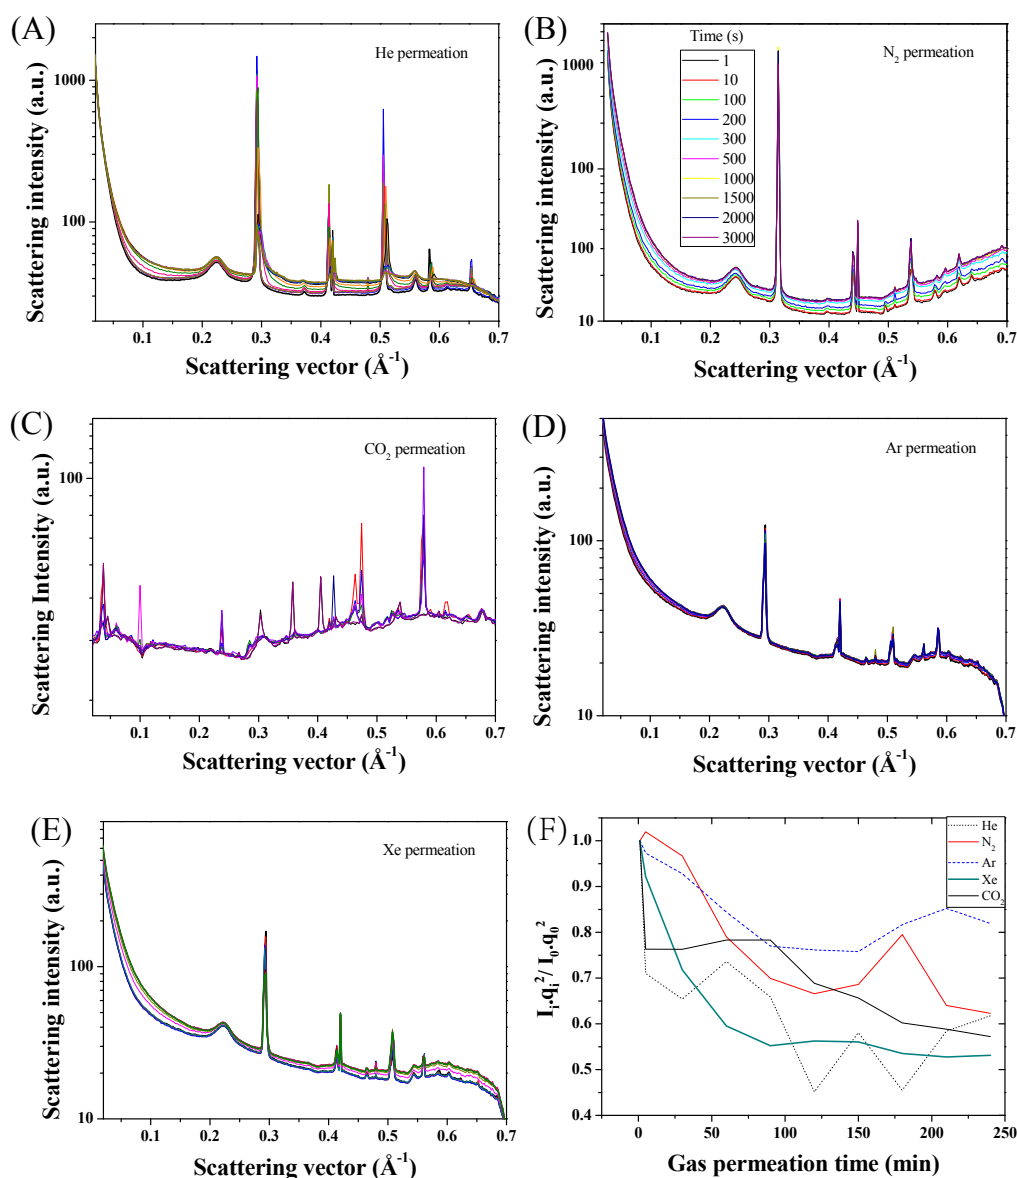 (A)
He permeation
1000
100
0.1 0.2 0.3 0.4 0.5 0.6 0.7
Scattering vector (Å⁻¹)
Scattering intensity (a.u.)
(B)
Time (s)
1
10
100
200
300
500
1000
1500
2000
3000
N₂ permeation
1000
100
100
10
0.1 0.2 0.3 0.4 0.5 0.6 0.7
Scattering vector (Å⁻¹)
Scattering intensity (a.u.)
(C)
CO₂ permeation
100
0.1 0.2 0.3 0.4 0.5 0.6 0.7
Scattering vector (Å⁻¹)
Scattering Intensity (a.u.)
(D)
Ar permeation
100
10
0.1 0.2 0.3 0.4 0.5 0.6 0.7
Scattering vector (Å⁻¹)
Scattering intensity (a.u.)
(E)
Xe permeation
100
10
0.1 0.2 0.3 0.4 0.5 0.6 0.7
Scattering vector (Å⁻¹)
Scattering intensity (a.u.)
(F)
He
N₂
Ar
Xe
CO₂
1.0
0.9
0.8
0.7
0.6
0.5
0.4
0 50 100 150 200 250
Gas permeation time (min)
Iᵢ.qᵢ²/ I₀.q₀²